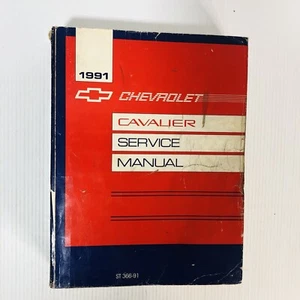 1991
CHEVROLET
CAVALIER
SERVICE
MANUAL
ST 366-91